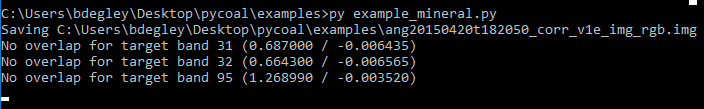 C:\Users\bdegley\Desktop\pycoal\examples>py example_mineral.py
Saving C:\Users\bdegley\Desktop\pycoal\examples\ang20150420t182050_corr_v1e_img_rgb.img
No overlap for target band 31 (0.687000 / -0.006435)
No overlap for target band 32 (0.664300 / -0.006565)
No overlap for target band 95 (1.268990 / -0.003520)